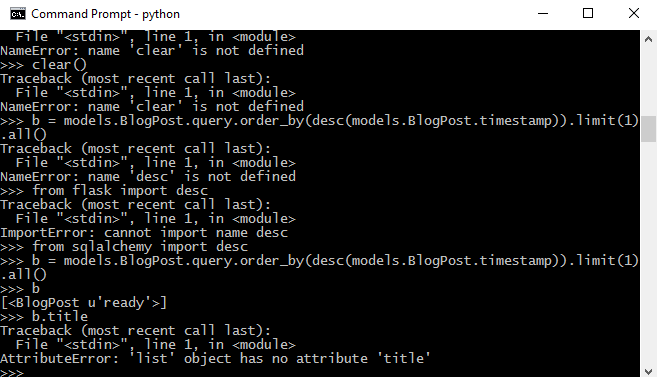 Command Prompt - python
  File "<stdin>", line 1, in <module>
NameError: name 'clear' is not defined
>>> clear()
Traceback (most recent call last):
  File "<stdin>", line 1, in <module>
NameError: name 'clear' is not defined
>>> b = models.BlogPost.query.order_by(desc(models.BlogPost.timestamp)).limit(1)
.all()
Traceback (most recent call last):
  File "<stdin>", line 1, in <module>
NameError: name 'desc' is not defined
>>> from flask import desc
Traceback (most recent call last):
  File "<stdin>", line 1, in <module>
ImportError: cannot import name desc
>>> from sqlalchemy import desc
>>> b = models.BlogPost.query.order_by(desc(models.BlogPost.timestamp)).limit(1)
.all()
>>> b
[<BlogPost u'ready'>]
>>> b.title
Traceback (most recent call last):
  File "<stdin>", line 1, in <module>
AttributeError: 'list' object has no attribute 'title'
>>>